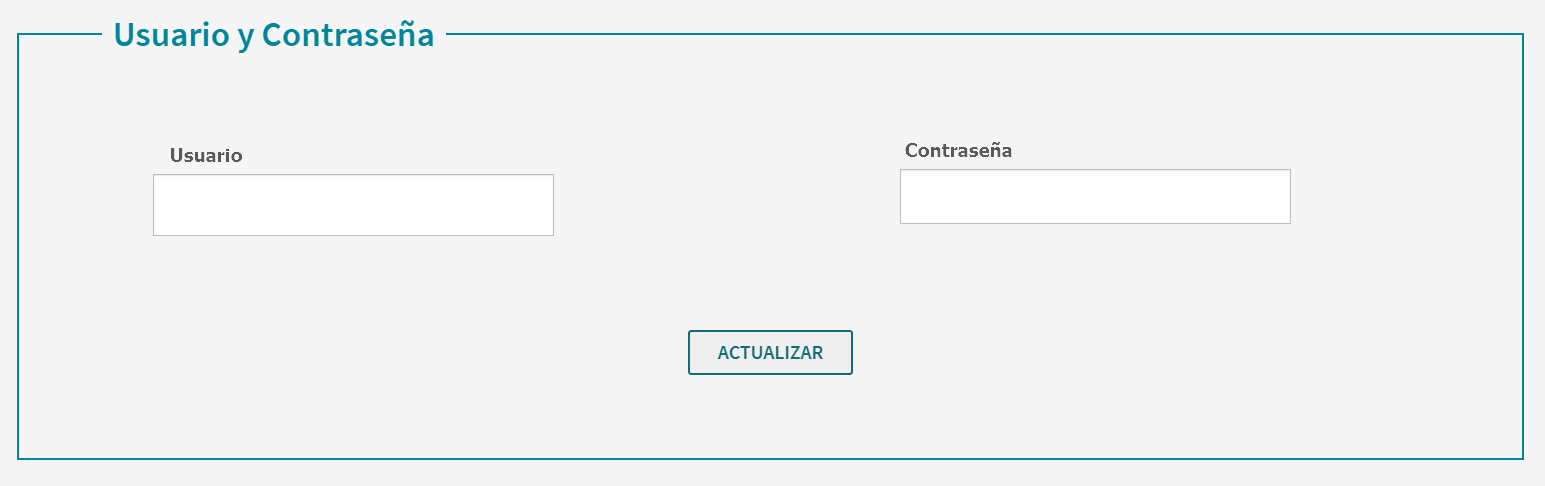 Usuario y Contraseña
Usuario
Contraseña
ACTUALIZAR